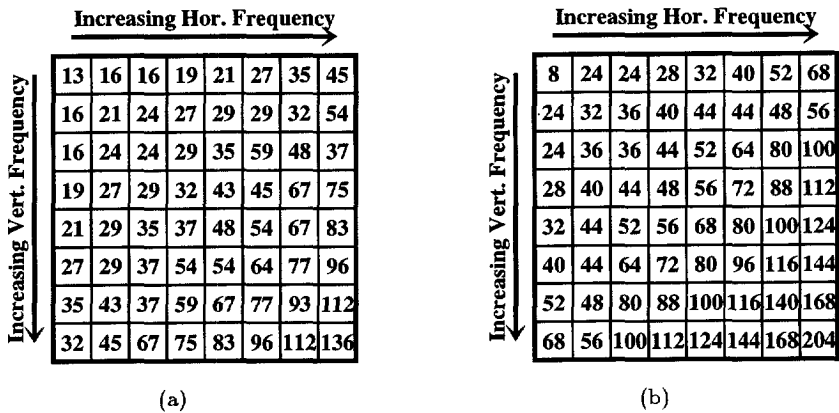 Increasing Hor. Frequency
Increasing Vert. Frequency
13 16 16 19 21 27 35 45
16 21 24 27 29 29 32 54
16 24 24 29 35 59 48 37
19 27 29 32 43 45 67 75
21 29 35 37 48 54 67 83
27 29 37 54 54 64 77 96
35 43 37 59 67 77 93 112
32 45 67 75 83 96 112 136
(a)
Increasing Hor. Frequency
Increasing Vert. Frequency
8 24 24 28 32 40 52 68
24 32 36 40 44 44 48 56
24 36 36 44 52 64 80 100
28 40 44 48 56 72 88 112
32 44 52 56 68 80 100 124
40 44 64 72 80 96 116 144
52 48 80 88 100 116 140 168
68 56 100 112 124 144 168 204
(b)